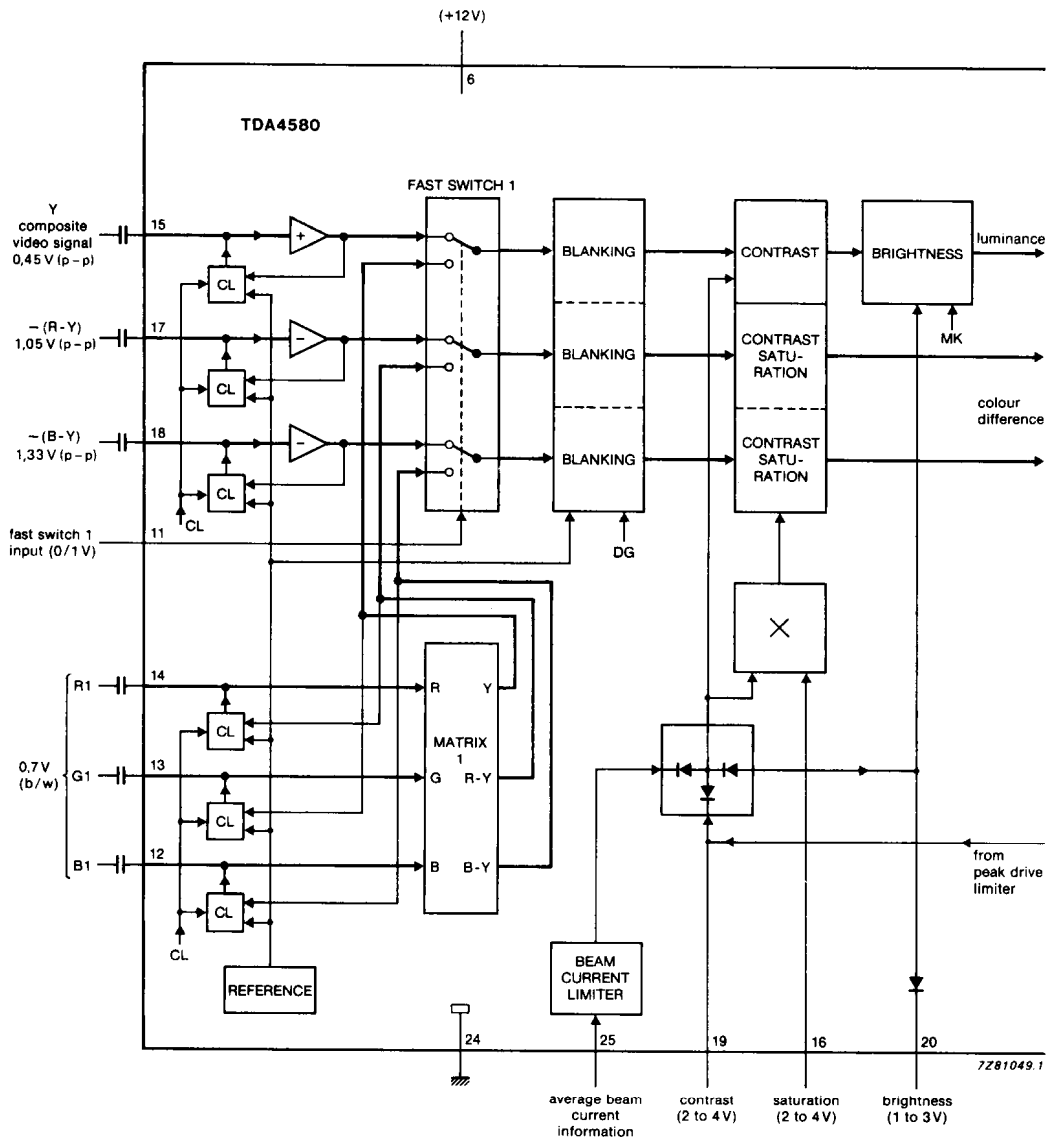 (+12V)
6
TDA4580
FAST SWITCH 1
Y
composite
video signal
0,45 V (p-p)
15
+
CL
BLANKING
CONTRAST
BRIGHTNESS
luminance
MK
−(R-Y)
1,05 V (p-p)
17
−
CL
BLANKING
CONTRAST
SATU-
RATION
colour
difference
−(B-Y)
1,33 V (p-p)
18
−
CL
BLANKING
CONTRAST
SATU-
RATION
CL
fast switch 1
input (0/1 V)
11
DG
×
R1
14
R
Y
CL
0,7 V
(b/w)
G1
13
MATRIX
1
G
R-Y
CL
B1
12
B
B-Y
CL
CL
from
peak drive
limiter
REFERENCE
BEAM
CURRENT
LIMITER
24
25
19
16
20
7Z81049.1
average beam
current
information
contrast
(2 to 4 V)
saturation
(2 to 4 V)
brightness
(1 to 3 V)